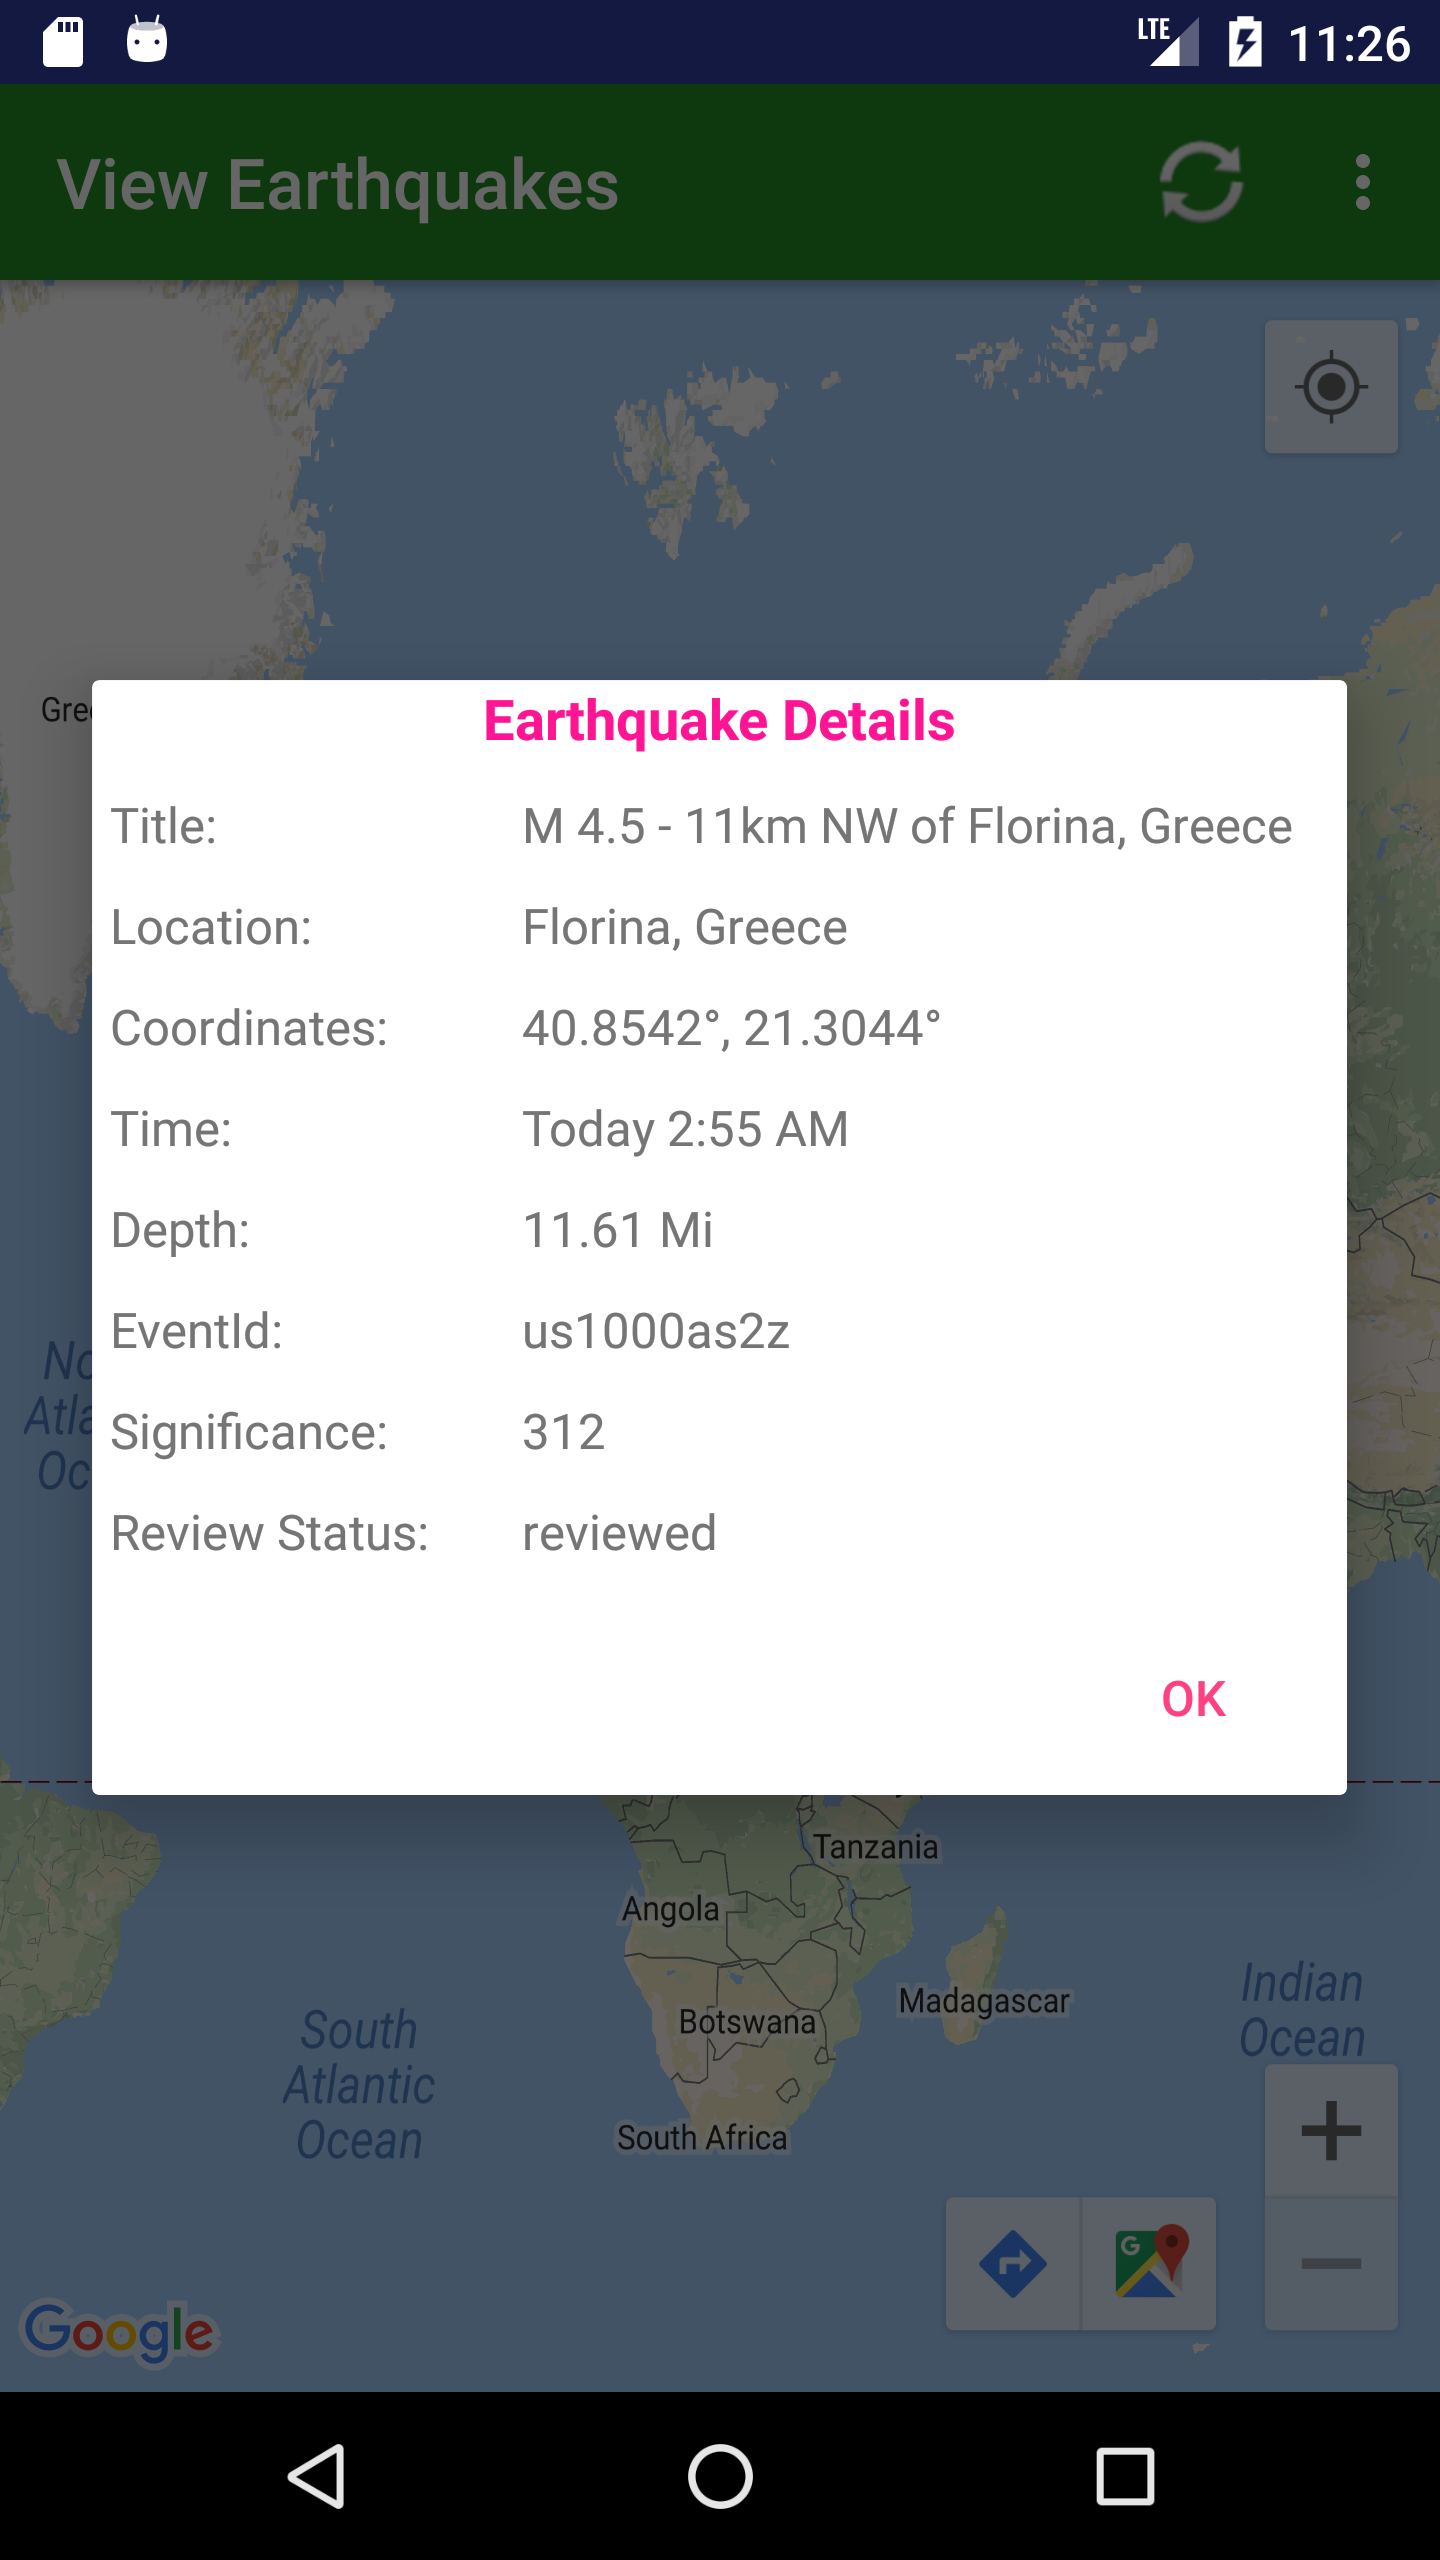 LTE 11:26
View Earthquakes
Gree
Earthquake Details
Title: M 4.5 - 11km NW of Florina, Greece
Location: Florina, Greece
Coordinates: 40.8542°, 21.3044°
Time: Today 2:55 AM
Depth: 11.61 Mi
EventId: us1000as2z
Significance: 312
Review Status: reviewed
No
Atla
Oc
OK
Tanzania
Angola
Madagascar
Botswana
South Africa
South
Atlantic
Ocean
Indian
Ocean
G
Google